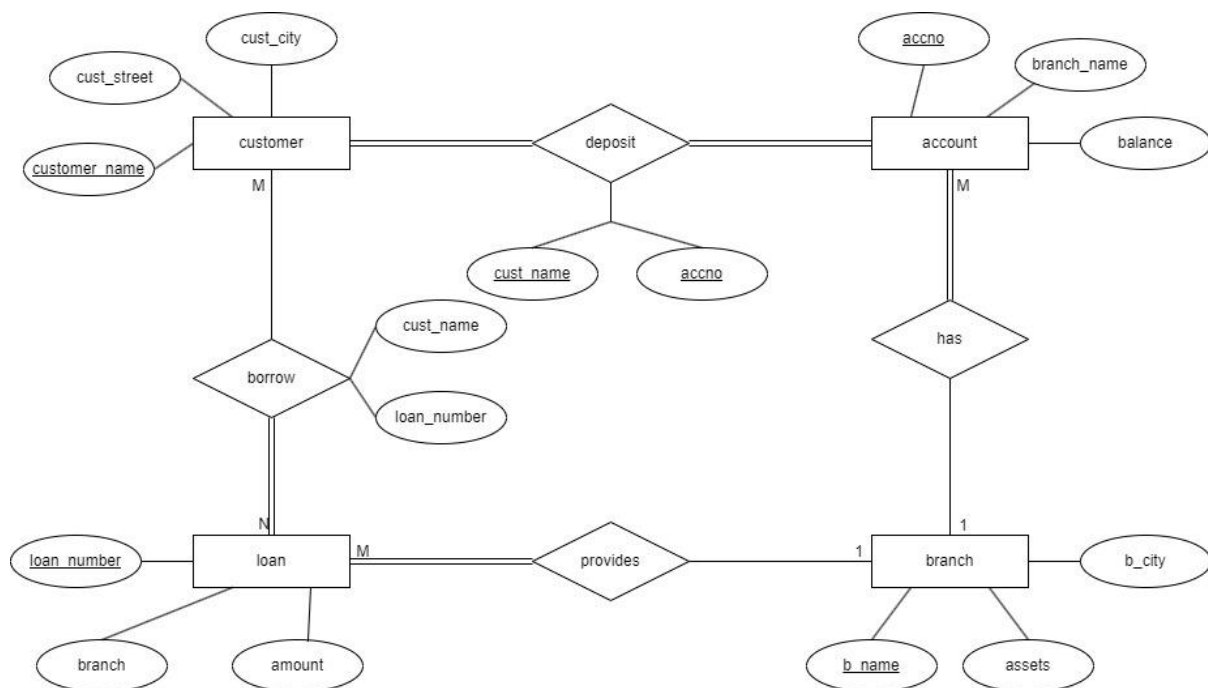 cust_city
cust_street
customer_name
customer
deposit
accno
branch_name
account
balance
M
M
cust_name
accno
cust_name
borrow
loan_number
has
N
loan_number
loan
M
provides
1
1
branch
b_city
branch
amount
b_name
assets